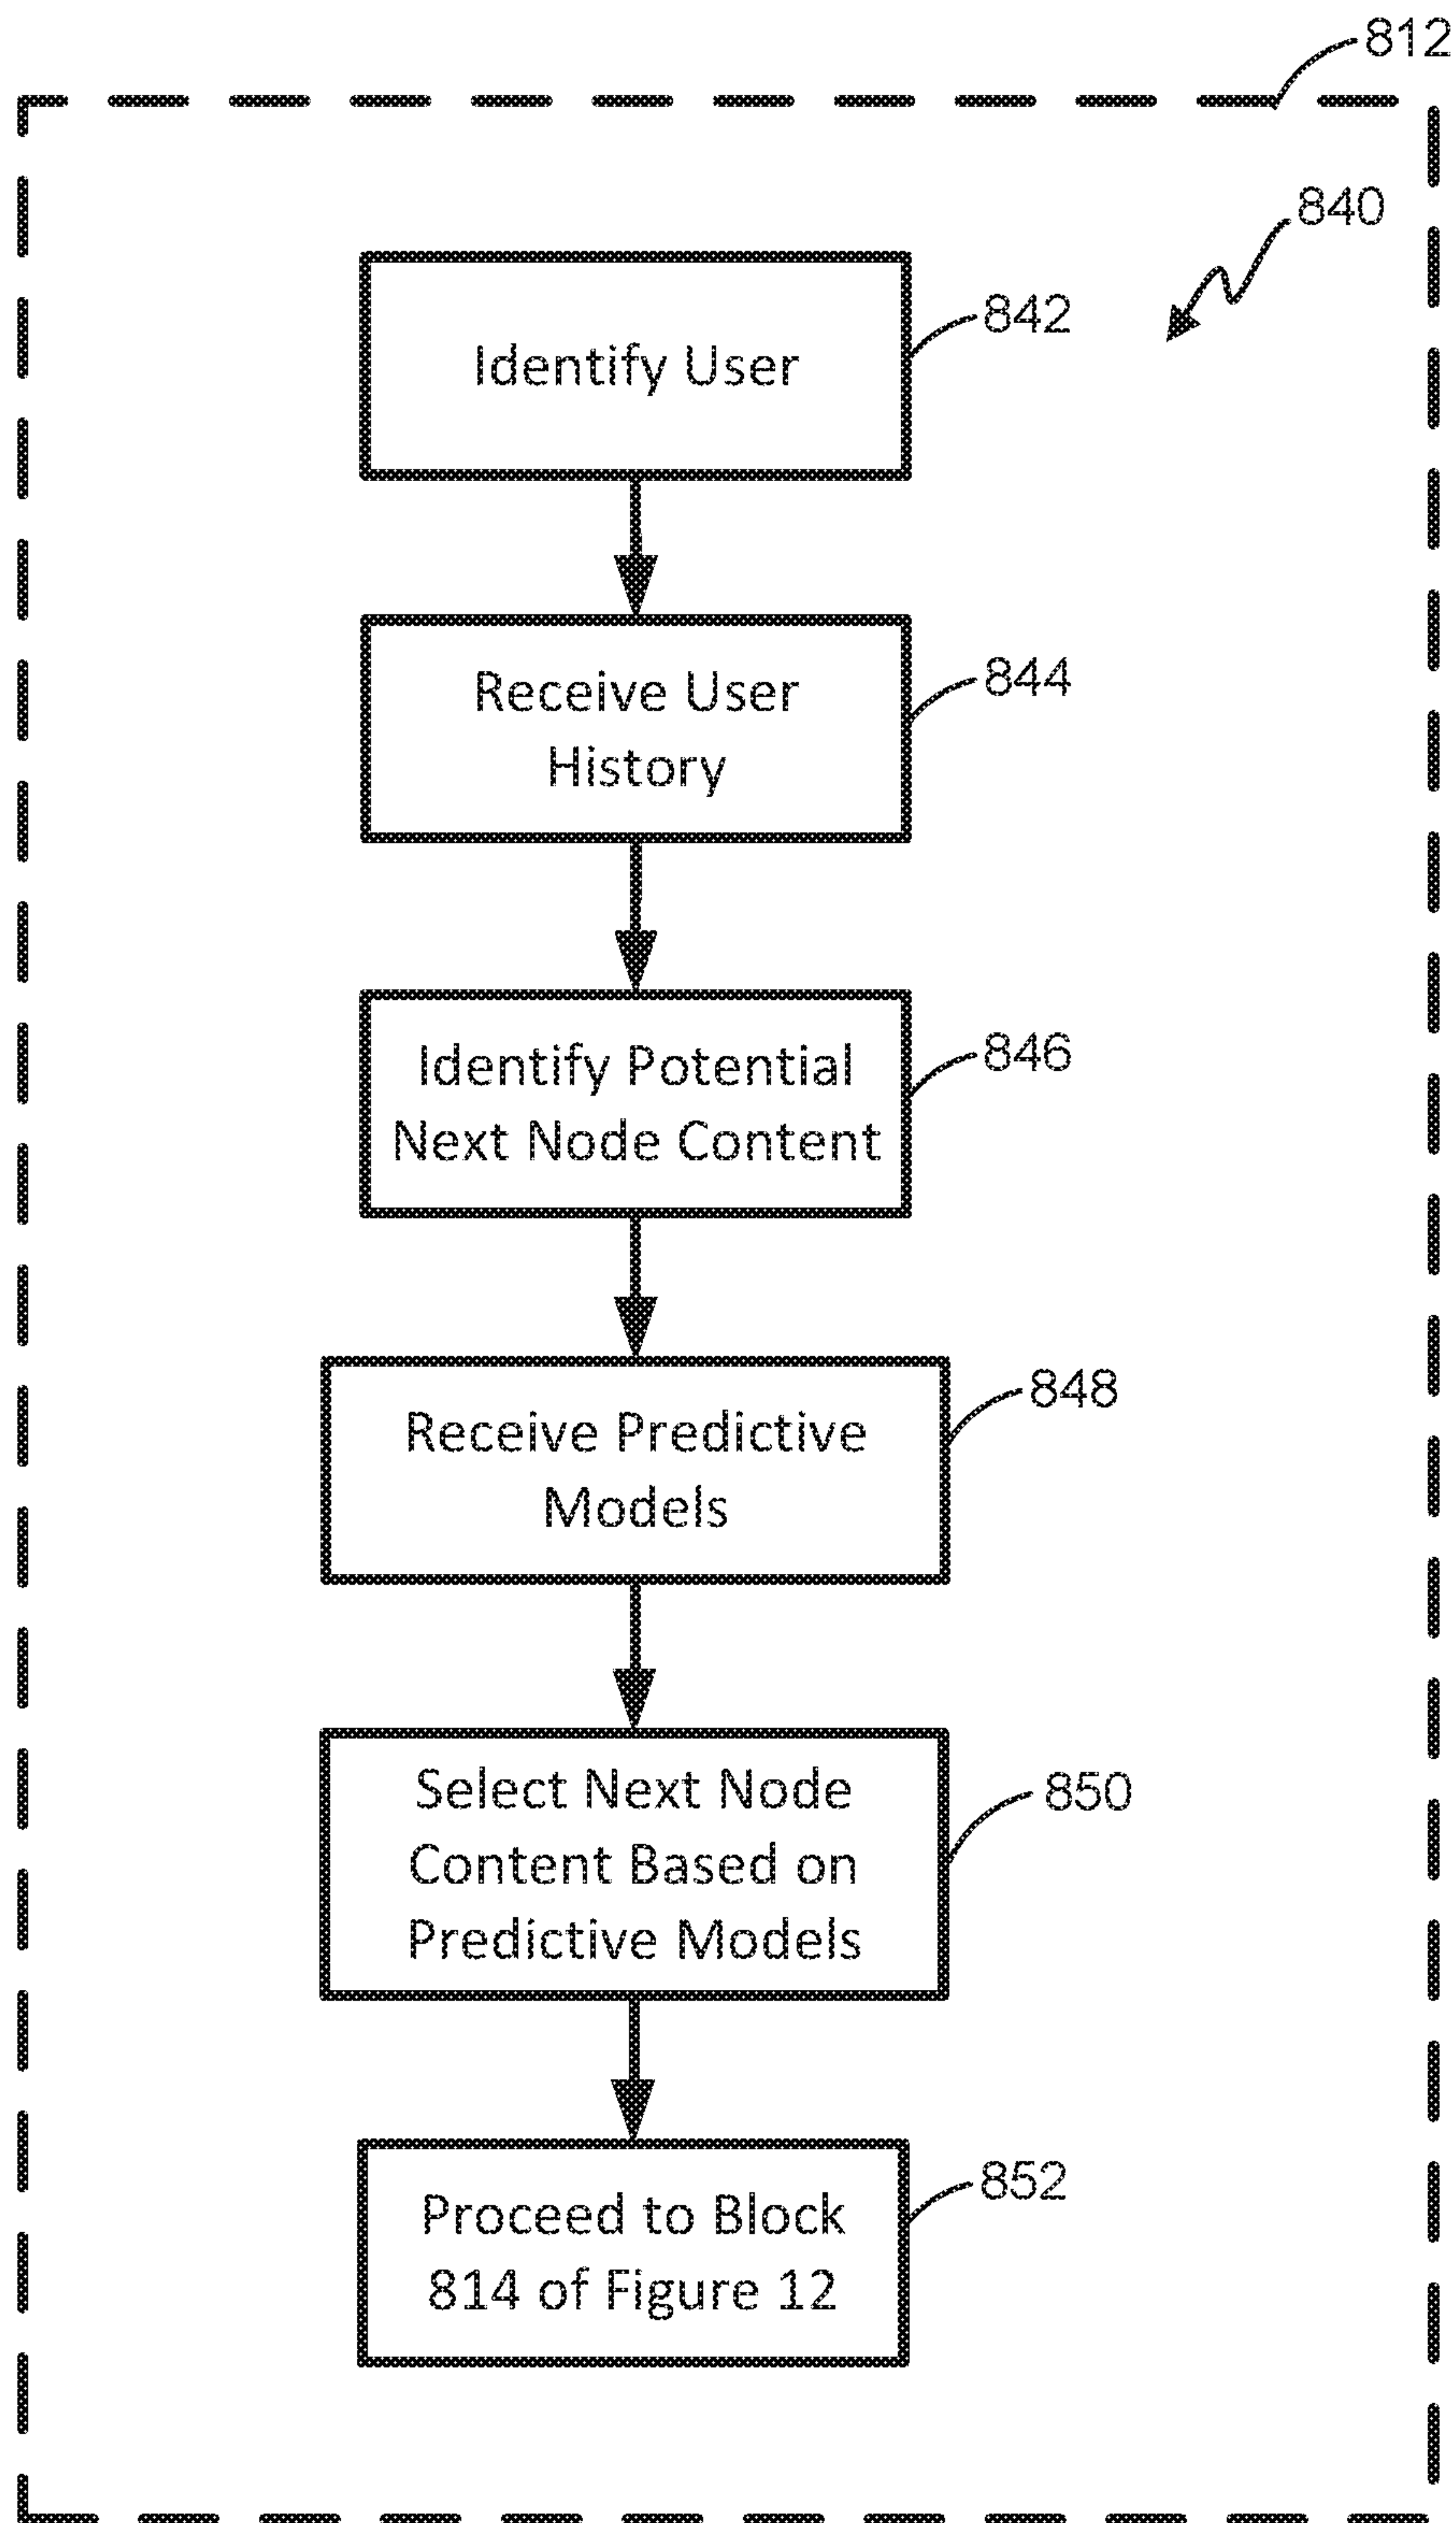 812
840
Identify User
842
Receive User
History
844
Identify Potential
Next Node Content
846
Receive Predictive
Models
848
Select Next Node
Content Based on
Predictive Models
850
Proceed to Block
814 of Figure 12
852